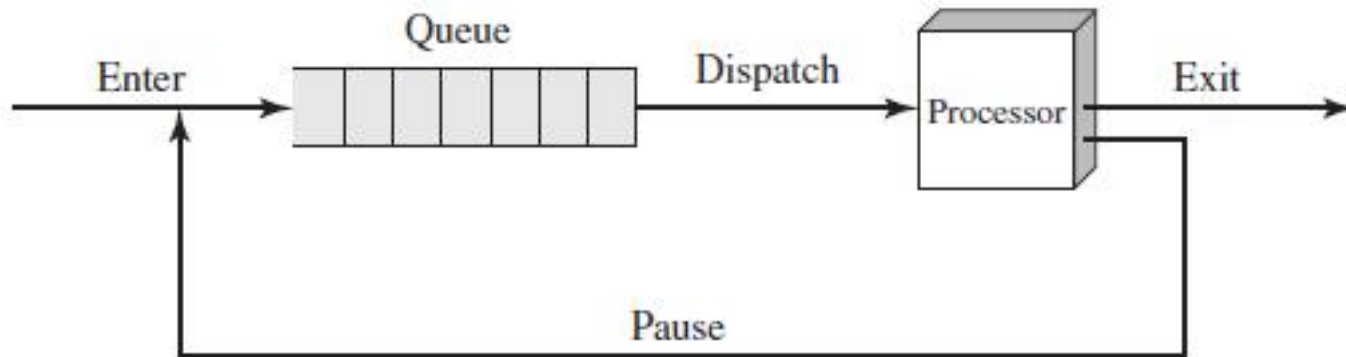 Queue
Enter
Dispatch
Exit
Processor
Pause